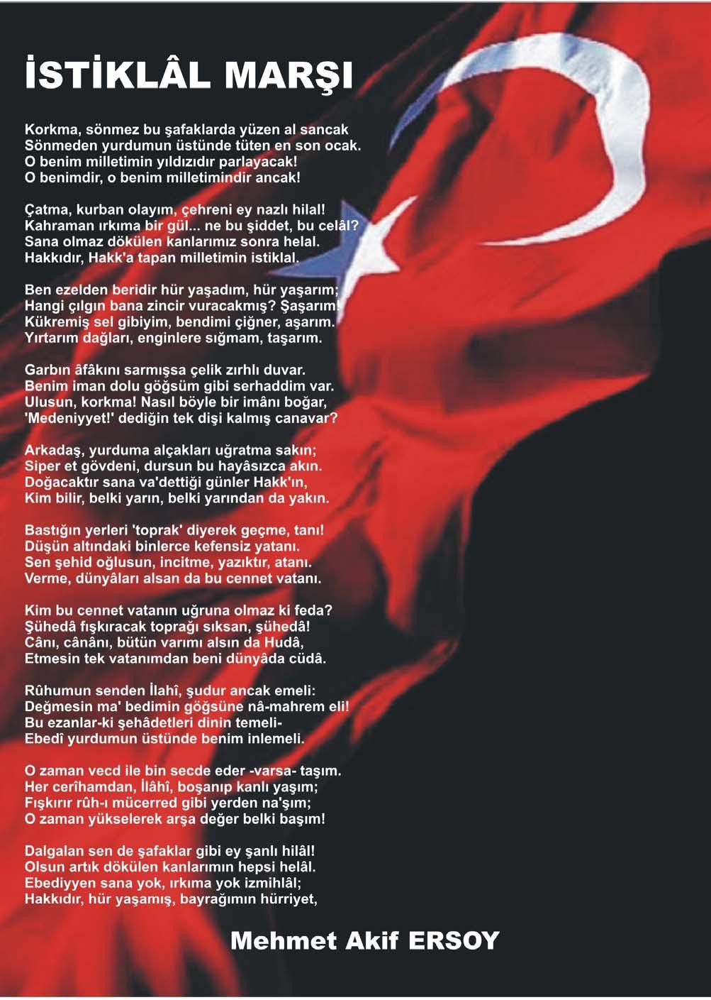 İSTİKLÂL MARŞI
Korkma, sönmez bu şafaklarda yüzen al sancak
Sönmeden yurdumun üstünde tüten en son ocak.
O benim milletimin yıldızıdır parlayacak!
O benimdir, o benim milletimindir ancak!
Çatma, kurban olayım, çehreni ey nazlı hilal!
Kahraman ırkıma bir gül... ne bu şiddet, bu celâl?
Sana olmaz dökülen kanlarımız sonra helal.
Hakkıdır, Hakk'a tapan milletimin istiklal.
Ben ezelden beridir hür yaşadım, hür yaşarım;
Hangi çılgın bana zincir vuracakmış? Şaşarım!
Kükremiş sel gibiyim, bendimi çiğner, aşarım.
Yırtarım dağları, enginlere sığmam, taşarım.
Garbın âfâkını sarmışsa çelik zırhlı duvar.
Benim iman dolu göğsüm gibi serhaddim var.
Ulusun, korkma! Nasıl böyle bir imânı boğar,
'Medeniyyet!' dediğin tek dişi kalmış canavar?
Arkadaş, yurduma alçakları uğratma sakın;
Siper et gövdeni, dursun bu hayâsızca akın.
Doğacaktır sana va'dettiği günler Hakk'ın,
Kim bilir, belki yarın, belki yarından da yakın.
Bastığın yerleri 'toprak' diyerek geçme, tanı!
Düşün altındaki binlerce kefensiz yatanı.
Sen şehid oğlusun, incitme, yazıktır, atanı.
Verme, dünyâları alsan da bu cennet vatanı.
Kim bu cennet vatanın uğruna olmaz ki feda?
Şühedâ fışkıracak toprağı sıksan, şühedâ!
Cânı, cânânı, bütün varımı alsın da Hudâ,
Etmesin tek vatanımdan beni dünyâda cüdâ.
Rûhumun senden İlahî, şudur ancak emeli:
Değmesin ma' bedimin göğsüne nâ-mahrem eli!
Bu ezanlar-ki şehâdetleri dinin temeli-
Ebedî yurdumun üstünde benim inlemeli.
O zaman vecd ile bin secde eder -varsa- taşım.
Her cerîhamdan, İlâhî, boşanıp kanlı yaşım;
Fışkırır rûh-ı mücerred gibi yerden na'şım;
O zaman yükselerek arşa değer belki başım!
Dalgalan sen de şafaklar gibi ey şanlı hilâl!
Olsun artık dökülen kanlarımın hepsi helâl.
Ebediyyen sana yok, ırkıma yok izmihlâl;
Hakkıdır, hür yaşamış, bayrağımın hürriyet,
Mehmet Akif ERSOY